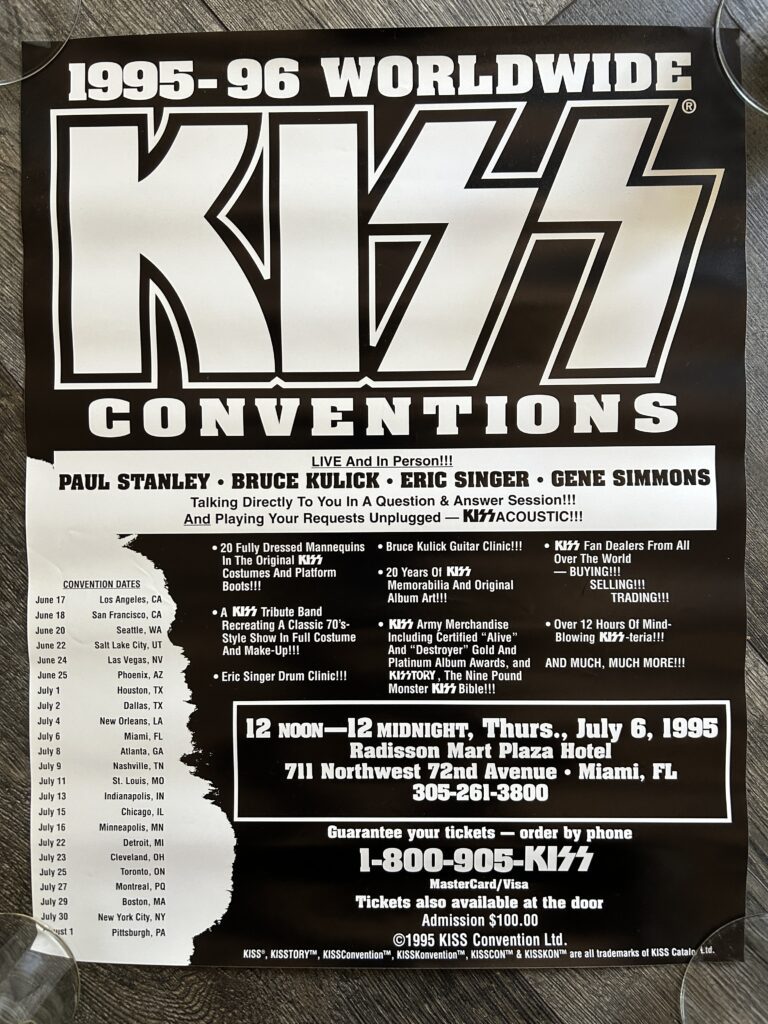 1995-96 WORLDWIDE
KISS®
CONVENTIONS
LIVE And In Person!!!
PAUL STANLEY • BRUCE KULICK • ERIC SINGER • GENE SIMMONS
Talking Directly To You In A Question & Answer Session!!!
And Playing Your Requests Unplugged — KISSACOUSTIC!!!
• 20 Fully Dressed Mannequins
In The Original KISS
Costumes And Platform
Boots!!!
• A KISS Tribute Band
Recreating A Classic 70's-
Style Show In Full Costume
And Make-Up!!!
• Eric Singer Drum Clinic!!!
• Bruce Kulick Guitar Clinic!!!
• 20 Years Of KISS
Memorabilia And Original
Album Art!!!
• KISS Army Merchandise
Including Certified "Alive"
And "Destroyer" Gold And
Platinum Album Awards, and
KISSTORY, The Nine Pound
Monster KISS Bible!!!
• KISS Fan Dealers From All
Over The World
— BUYING!!!
SELLING!!!
TRADING!!!
• Over 12 Hours Of Mind-
Blowing KISS-teria!!!
AND MUCH, MUCH MORE!!!
CONVENTION DATES
June 17 Los Angeles, CA
June 18 San Francisco, CA
June 20 Seattle, WA
June 22 Salt Lake City, UT
June 24 Las Vegas, NV
June 25 Phoenix, AZ
July 1 Houston, TX
July 2 Dallas, TX
July 4 New Orleans, LA
July 6 Miami, FL
July 8 Atlanta, GA
July 9 Nashville, TN
July 11 St. Louis, MO
July 13 Indianapolis, IN
July 15 Chicago, IL
July 16 Minneapolis, MN
July 22 Detroit, MI
July 23 Cleveland, OH
July 25 Toronto, ON
July 27 Montreal, PQ
July 29 Boston, MA
July 30 New York City, NY
ust 1 Pittsburgh, PA
12 NOON—12 MIDNIGHT, Thurs., July 6, 1995
Radisson Mart Plaza Hotel
711 Northwest 72nd Avenue • Miami, FL
305-261-3800
Guarantee your tickets — order by phone
1-800-905-KISS
MasterCard/Visa
Tickets also available at the door
Admission $100.00
©1995 KISS Convention Ltd.
KISS®, KISSTORY™, KISSConvention™, KISSKonvention™, KISSCON™ & KISSKON™ are all trademarks of KISS Catalo Ltd.